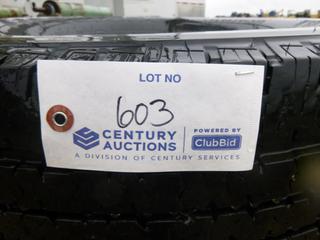 LOT NO
603
CENTURY
AUCTIONS
POWERED BY
ClubBid
A DIVISION OF CENTURY SERVICES